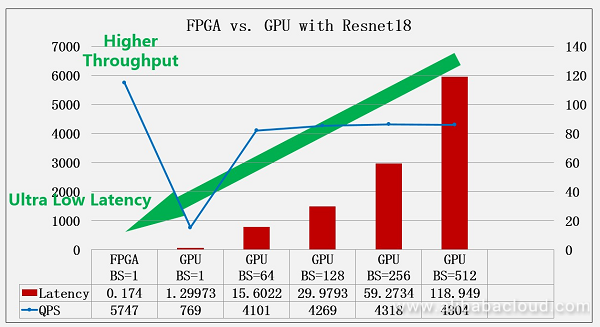 FPGA vs. GPU with Resnet18
Higher
Throughput
Ultra Low Latency
7000
6000
5000
4000
3000
2000
1000
0
140
120
100
80
60
40
20
0
FPGA GPU GPU GPU GPU GPU
BS=1 BS=1 BS=64 BS=128 BS=256 BS=512
Latency 0.174 1.29973 15.6022 29.9793 59.2734 118.949
QPS 5747 769 4101 4269 4318 4304